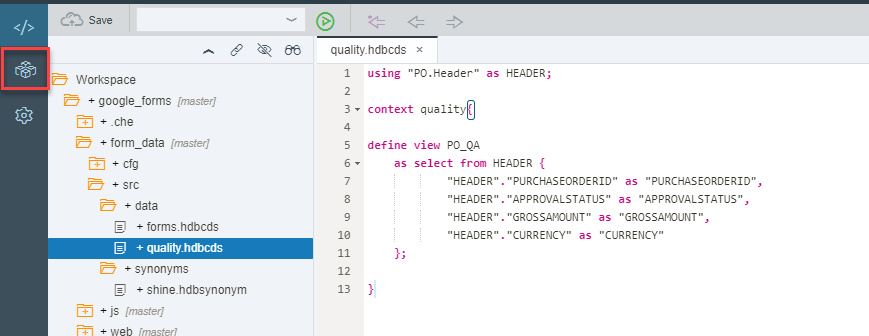 </>
Save
quality.hdbcds ×
Workspace
+ google_forms [master]
+ .che
+ form_data (master)
+ cfg
+ src
+ data
+ forms.hdbcds
+ quality.hdbcds
+ synonyms
+ shine.hdbsynonym
+ js [master]
+ web [master]
1 using "PO.Header" as HEADER;
2
3 context quality{
4
5 define view PO_QA
6 as select from HEADER {
7 "HEADER"."PURCHASEORDERID" as "PURCHASEORDERID",
8 "HEADER"."APPROVALSTATUS" as "APPROVALSTATUS",
9 "HEADER"."GROSSAMOUNT" as "GROSSAMOUNT",
10 "HEADER"."CURRENCY" as "CURRENCY"
11 };
12
13 }